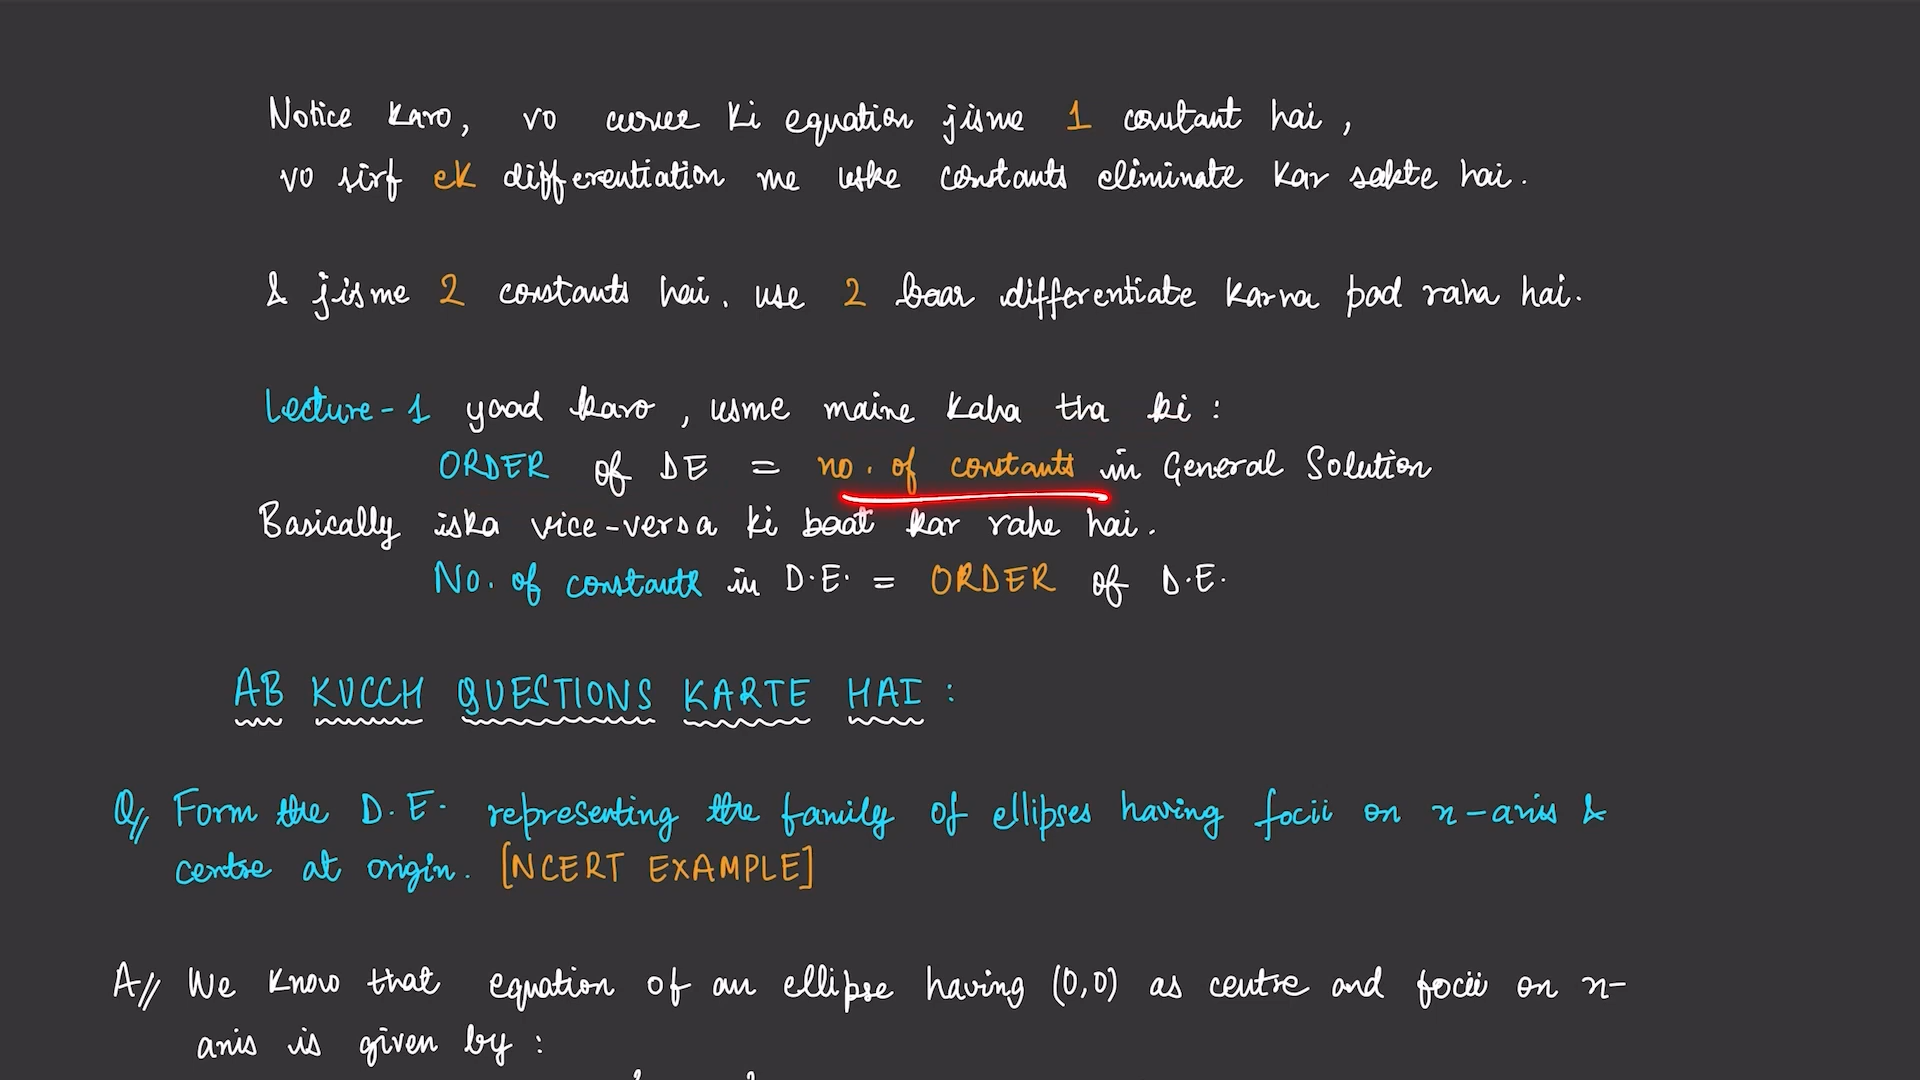 Notice karo, vo curve ki equation jisme 1 constant hai,
vo sirf ek differentiation me uske constants eliminate kar sakte hai.
& jisme 2 constants hai. use 2 baar differentiate karna pad raha hai.
Lecture-1 yaad karo, usme maine kaha tha ki:
ORDER of DE = no. of constants in General Solution
Basically iska vice-versa ki baat kar rahe hai.
No. of constants in D.E. = ORDER of D.E.
AB KUCCH QUESTIONS KARTE HAI:
Q// Form the D.E. representing the family of ellipses having focii on x-axis &
centre at origin. [NCERT EXAMPLE]
A// We know that equation of an ellipse having (0,0) as centre and focii on x-
axis is given by: